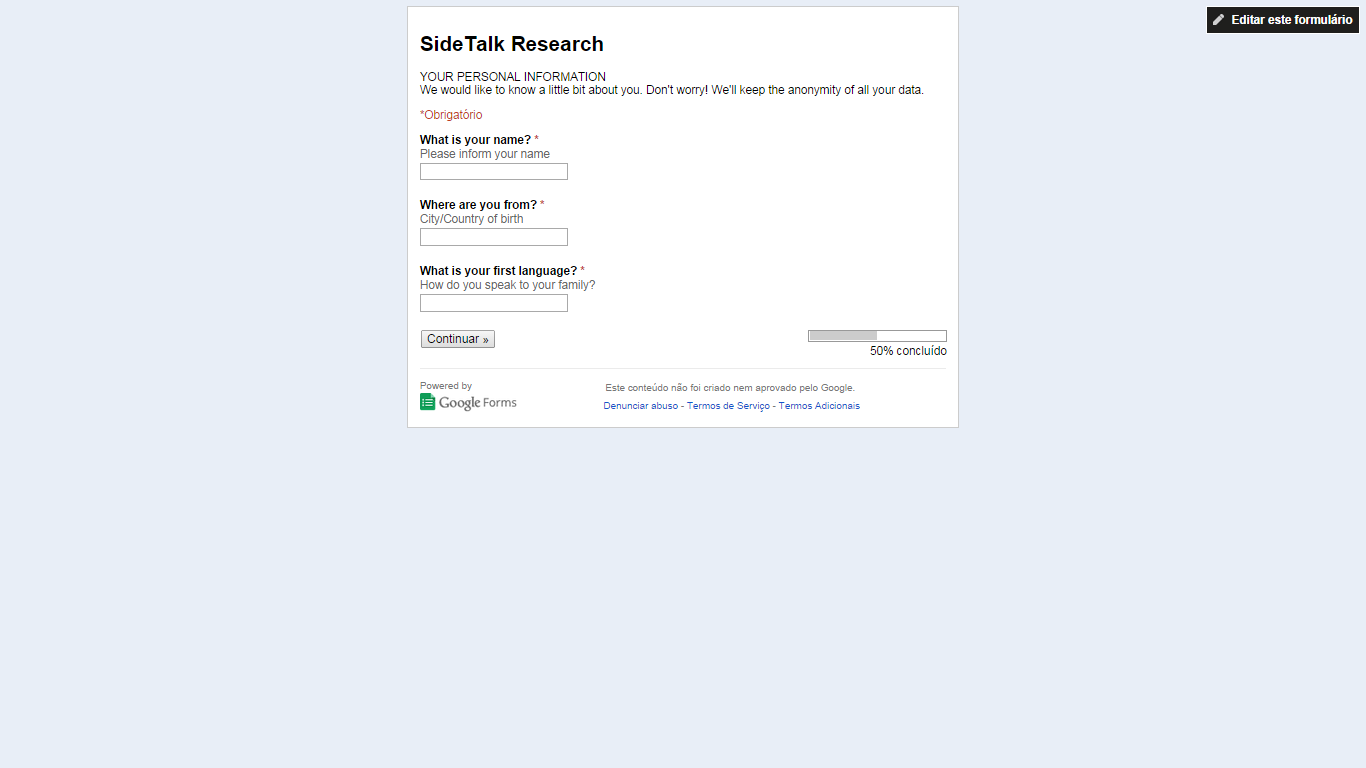 Editar este formulário
SideTalk Research
YOUR PERSONAL INFORMATION
We would like to know a little bit about you. Don't worry! We'll keep the anonymity of all your data.
*Obrigatório
What is your name? *
Please inform your name
Where are you from? *
City/Country of birth
What is your first language? *
How do you speak to your family?
Continuar »
50% concluído
Powered by
Google Forms
Este conteúdo não foi criado nem aprovado pelo Google.
Denunciar abuso - Termos de Serviço - Termos Adicionais